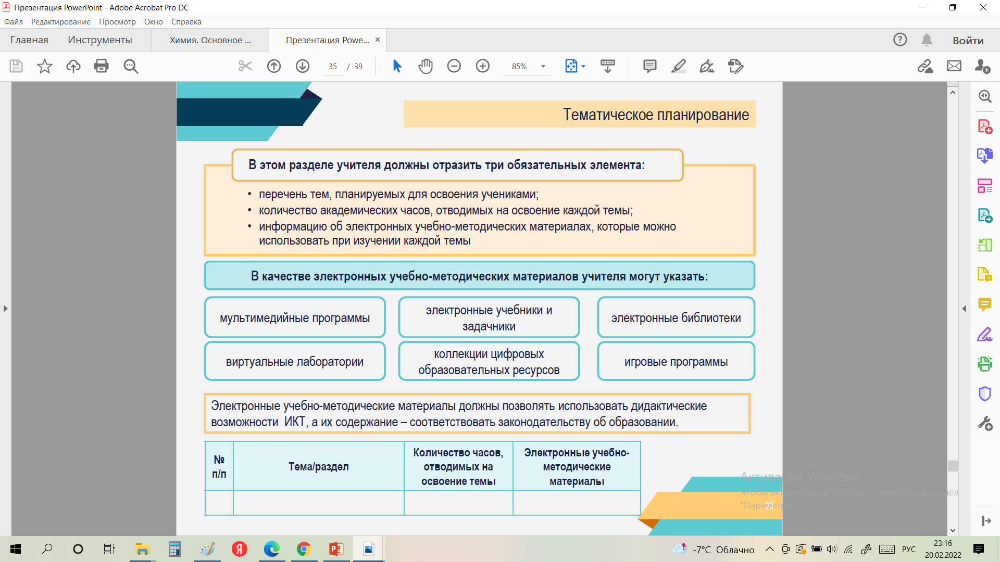 Презентация PowerPoint - Adobe Acrobat Pro DC
Файл Редактирование Просмотр Окно Справка
Главная Инструменты Химия. Основное ... Презентация Powe... Войти
35 / 39 85%
Тематическое планирование
В этом разделе учителя должны отразить три обязательных элемента:
• перечень тем, планируемых для освоения учениками;
• количество академических часов, отводимых на освоение каждой темы;
• информацию об электронных учебно-методических материалах, которые можно
использовать при изучении каждой темы
В качестве электронных учебно-методических материалов учителя могут указать:
мультимедийные программы
электронные учебники и
задачники
электронные библиотеки
виртуальные лаборатории
коллекции цифровых
образовательных ресурсов
игровые программы
Электронные учебно-методические материалы должны позволять использовать дидактические
возможности ИКТ, а их содержание – соответствовать законодательству об образовании.
№
п/п
Тема/раздел
Количество часов,
отводимых на
освоение темы
Электронные учебно-
методические
материалы
Активация Windows
Чтобы активировать Windows, перейдите в раздел
"Параметры".
-7°C Облачно
РУС
23:16
20.02.2022